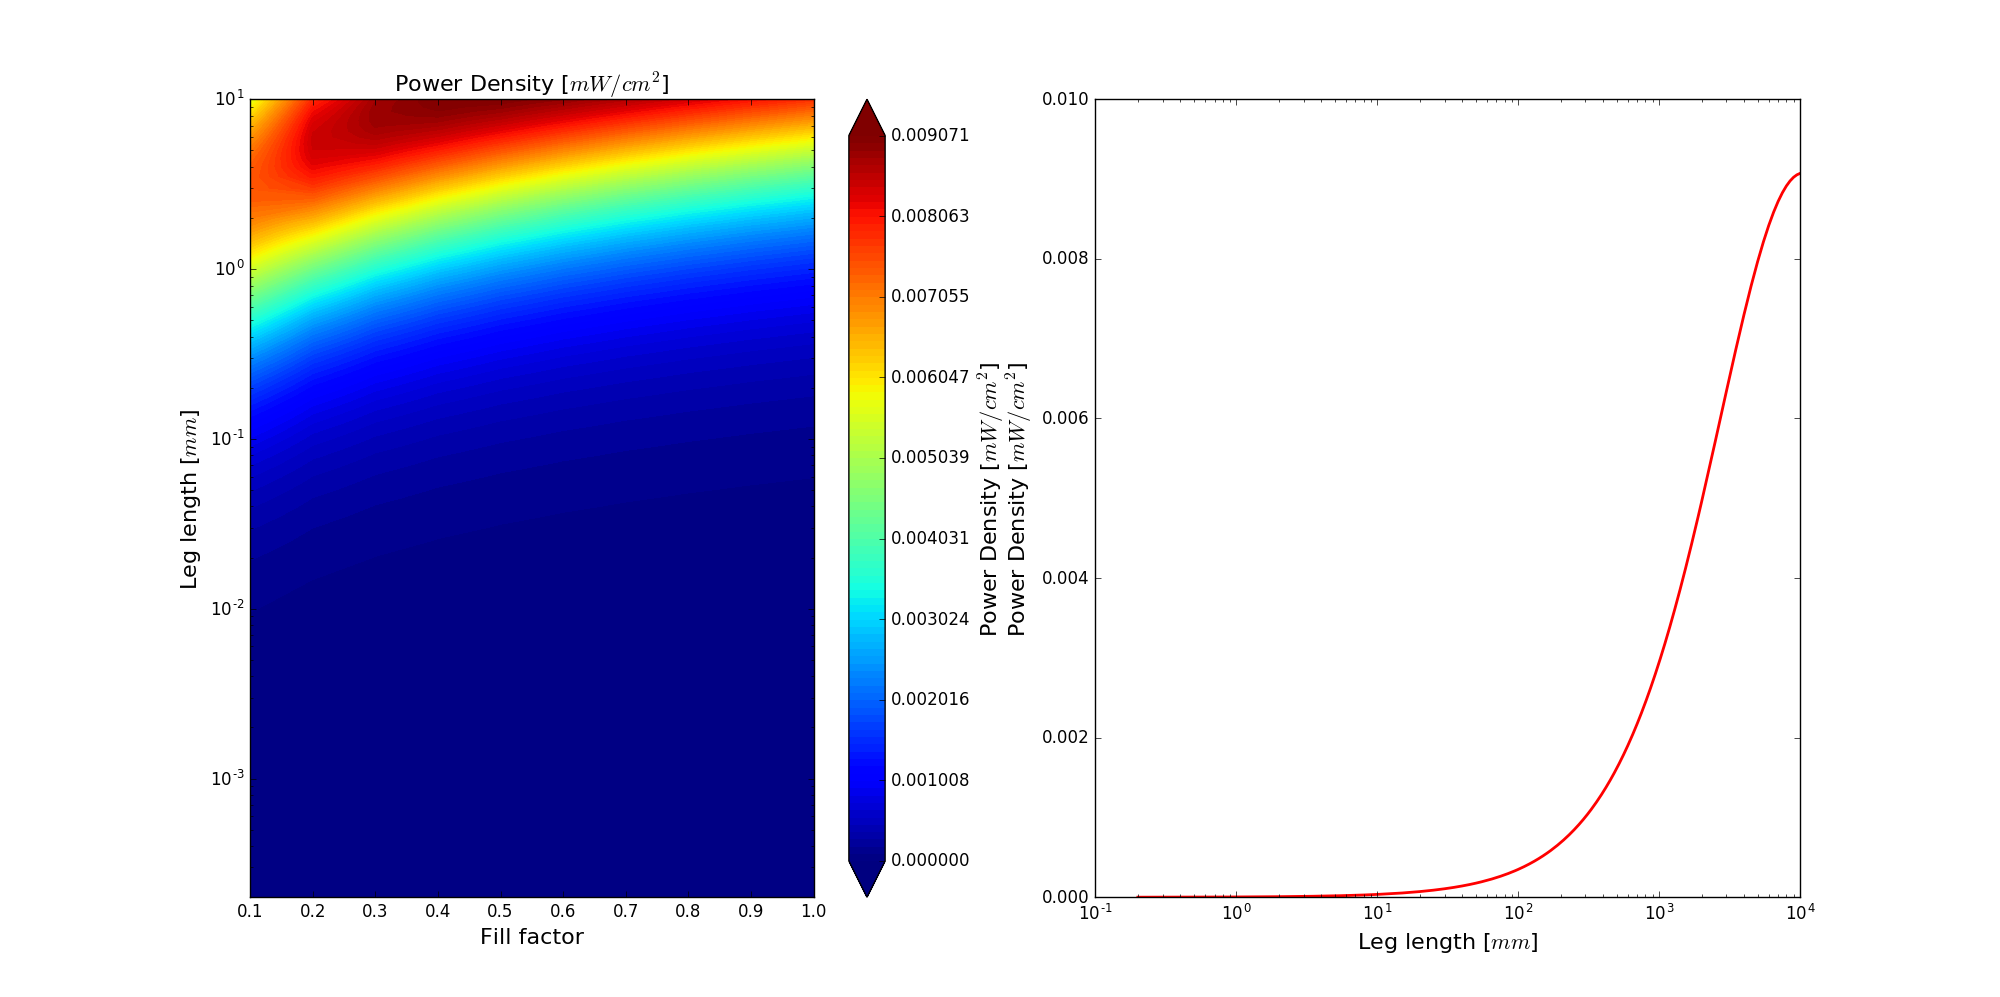 Power Density [mW/cm²]
10¹
10⁰
10⁻¹
10⁻²
10⁻³
Leg length [mm]
0.1 0.2 0.3 0.4 0.5 0.6 0.7 0.8 0.9 1.0
Fill factor
0.009071
0.008063
0.007055
0.006047
0.005039
0.004031
0.003024
0.002016
0.001008
0.000000
Power Density [mW/cm²]
Power Density [mW/cm²]
0.010
0.008
0.006
0.004
0.002
0.000
10⁻¹ 10⁰ 10¹ 10² 10³ 10⁴
Leg length [mm]